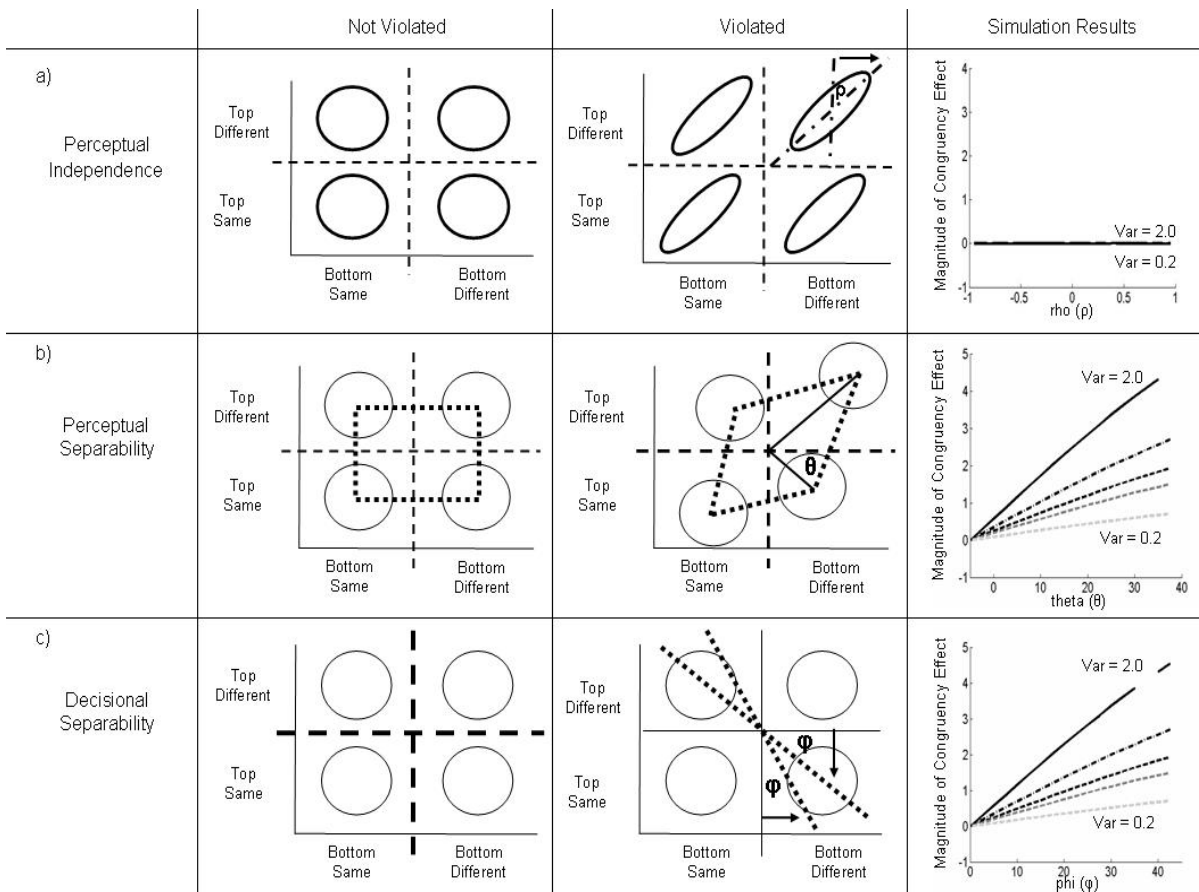 Not Violated
Violated
Simulation Results
a)
Perceptual
Independence
Top
Different
Top
Same
Bottom
Same
Bottom
Different
Top
Different
Top
Same
ρ
Bottom
Same
Bottom
Different
Magnitude of Congruency Effect
4
3
2
1
0
-1
Var = 2.0
Var = 0.2
-1
-0.5
0
0.5
1
rho (ρ)
b)
Perceptual
Separability
Top
Different
Top
Same
Bottom
Same
Bottom
Different
Top
Different
Top
Same
θ
Bottom
Same
Bottom
Different
Magnitude of Congruency Effect
5
4
3
2
1
0
-1
Var = 2.0
Var = 0.2
0
10
20
30
40
theta (θ)
c)
Decisional
Separability
Top
Different
Top
Same
Bottom
Same
Bottom
Different
Top
Different
Top
Same
φ
φ
Bottom
Same
Bottom
Different
Magnitude of Congruency Effect
5
4
3
2
1
0
-1
Var = 2.0
Var = 0.2
0
10
20
30
40
phi (φ)